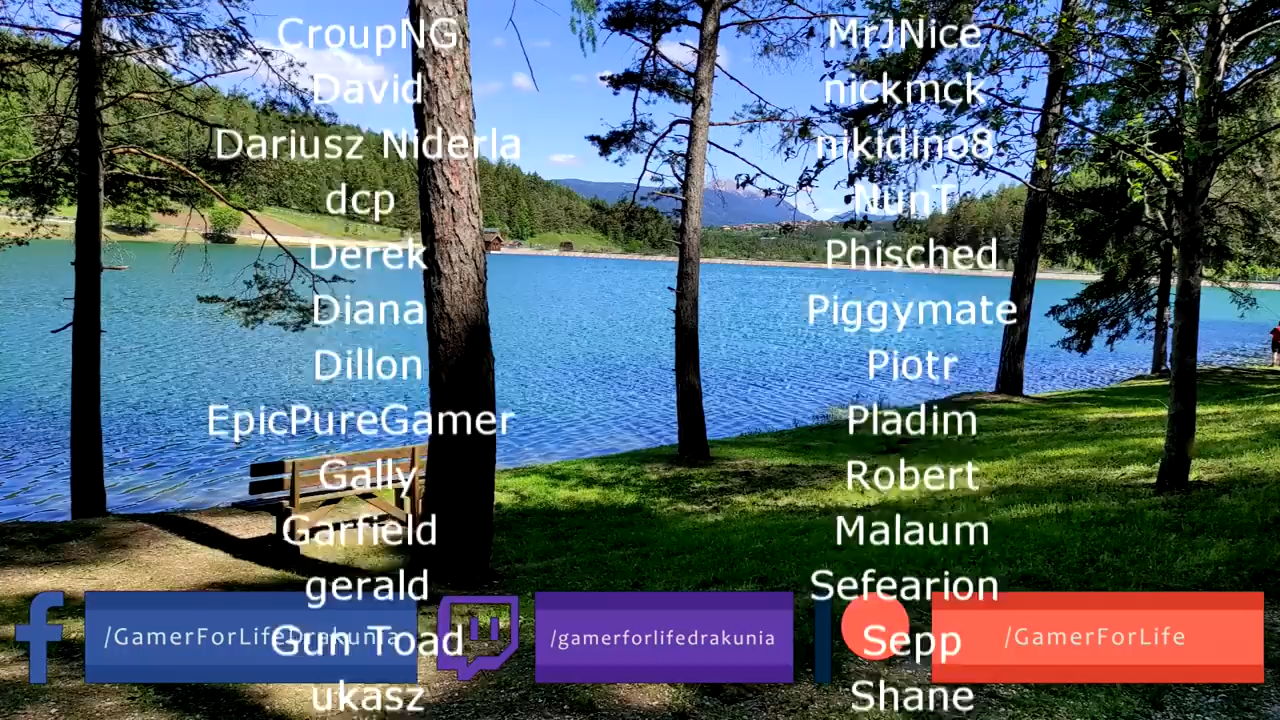 CroupNG
David
Dariusz Niderla
dcp
Derek
Diana
Dillon
EpicPureGamer
Gally
Garfield
gerald
Gun Toad
ukasz
MrJNice
nickmck
nikidino8
NunT
Phisched
Piggymate
Piotr
Pladim
Robert
Malaum
Sefearion
Sepp
Shane
/GamerForLifeDrakunia
/gamerforlifedrakunia
/GamerForLife